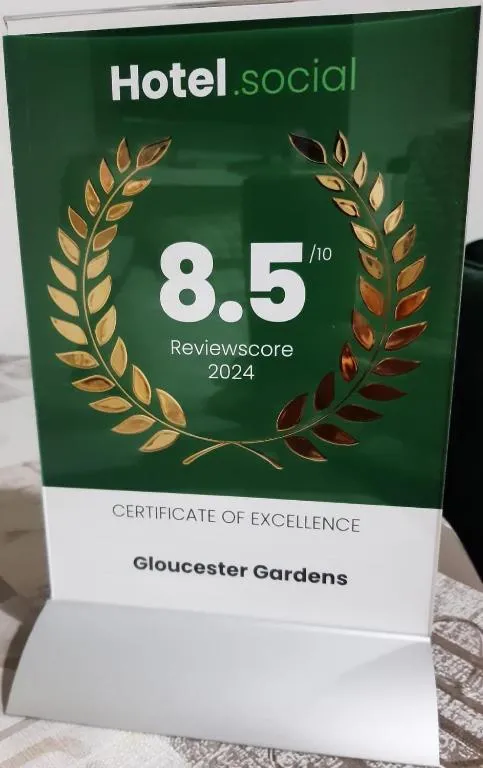 Hotel.social
8.5/10
Reviewscore
2024
CERTIFICATE OF EXCELLENCE
Gloucester Gardens